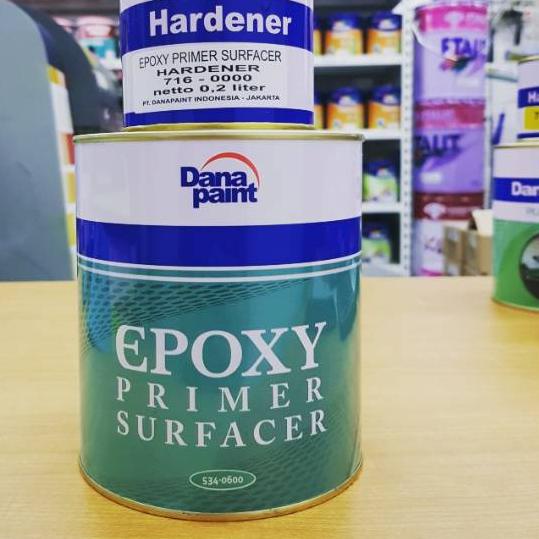 Hardener
EPOXY PRIMER SURFACER
HARDENER
716 - 0000
netto 0,2 liter
PT. DANAPAINT INDONESIA - JAKARTA
Dana
paint
EPOXY
PRIMER
SURFACER
534-0600